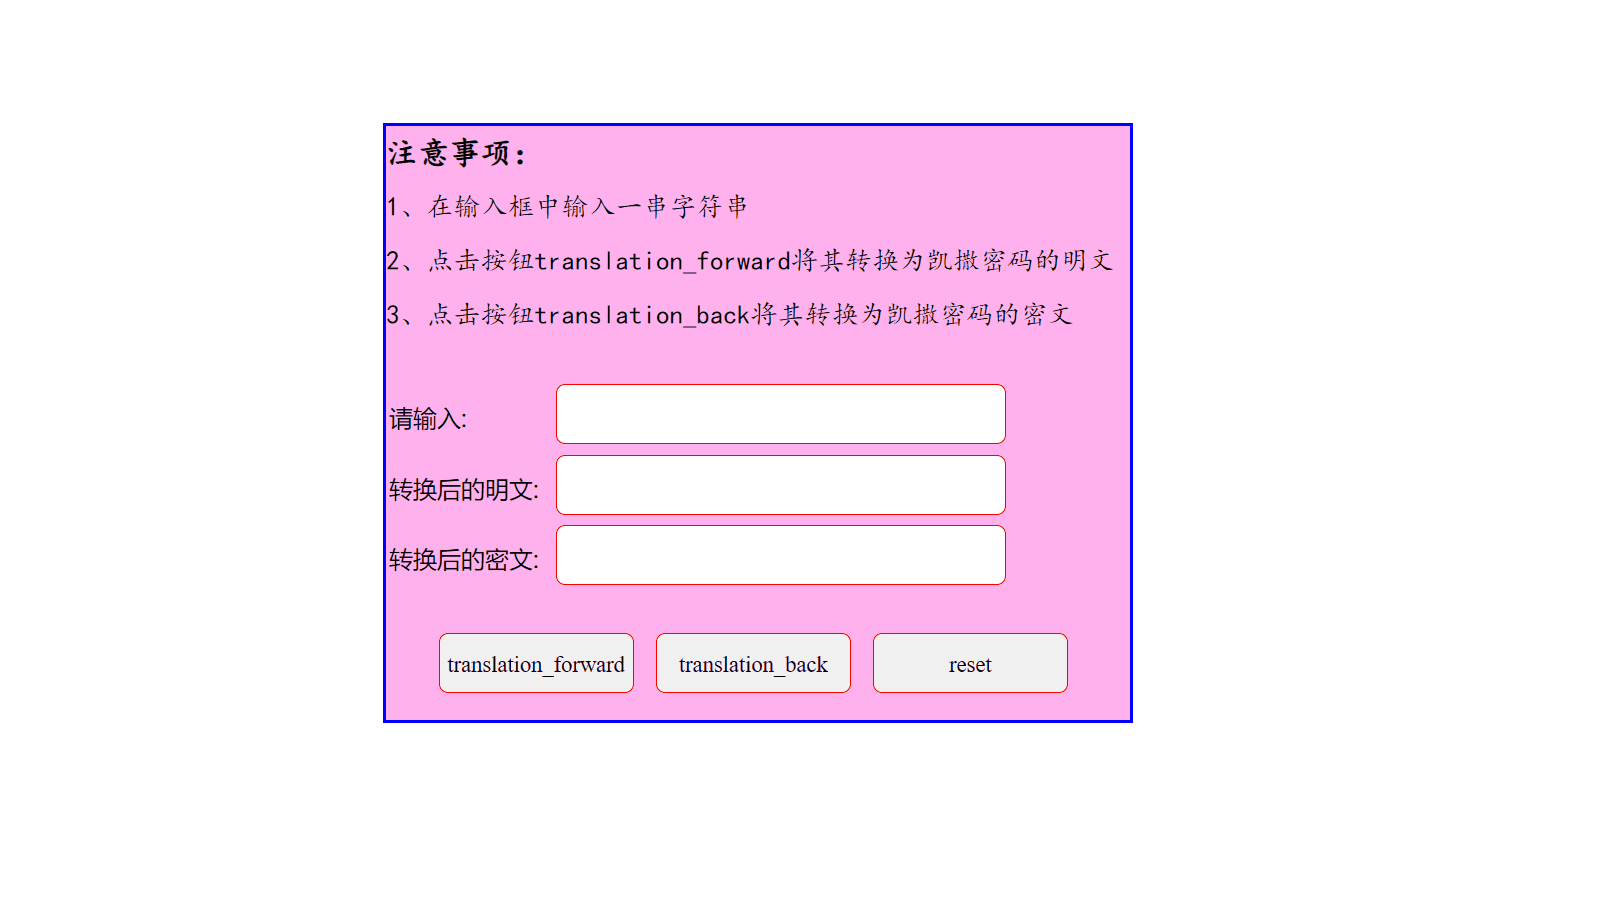 注意事项：
1、在输入框中输入一串字符串
2、点击按钮translation_forward将其转换为凯撒密码的明文
3、点击按钮translation_back将其转换为凯撒密码的密文
请输入:
转换后的明文:
转换后的密文:
translation_forward translation_back reset